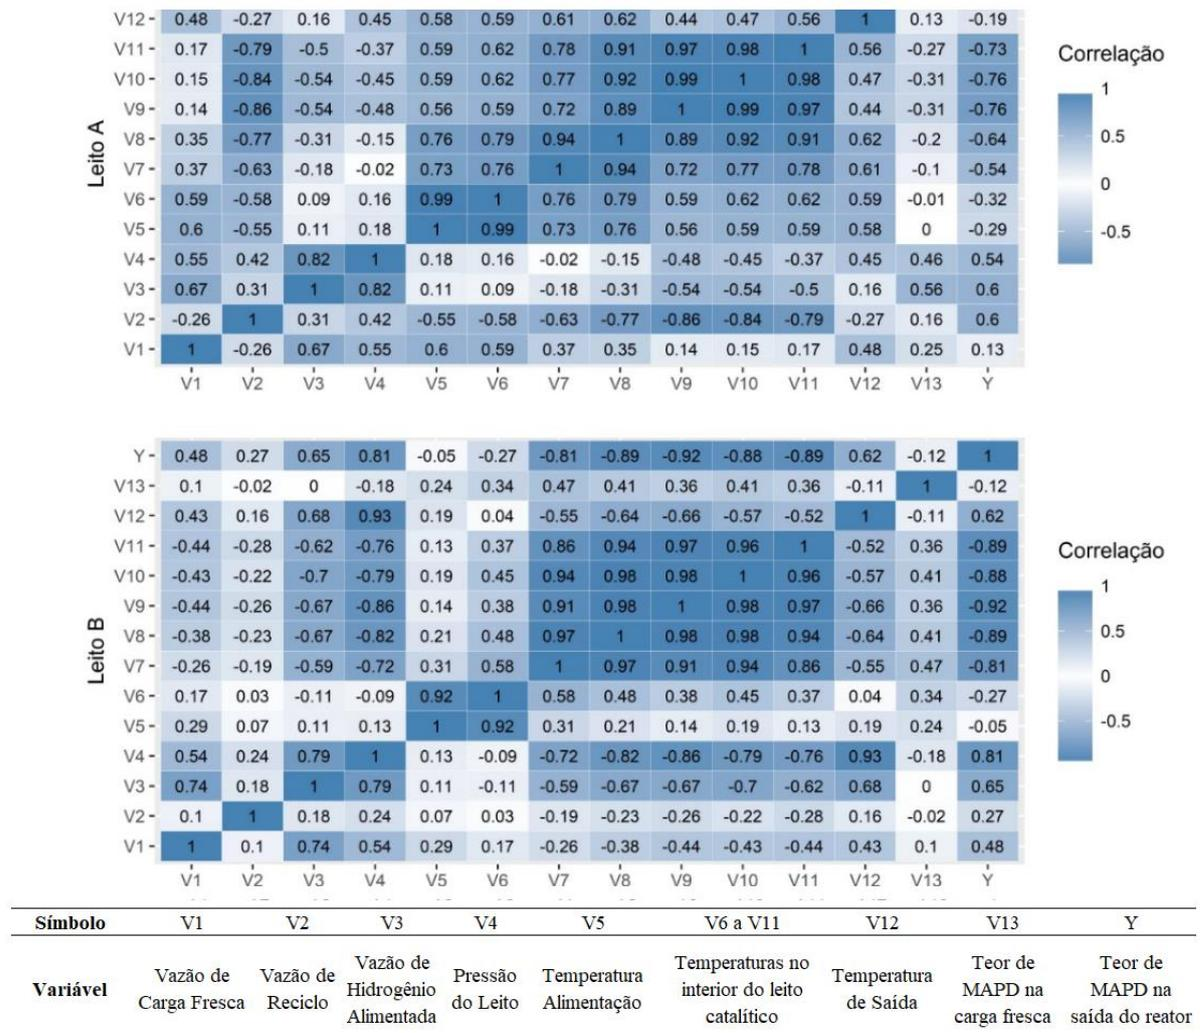 V12 0.48 -0.27 0.16 0.45 0.58 0.59 0.61 0.62 0.44 0.47 0.56 1 0.13 -0.19
V11 0.17 -0.79 -0.5 -0.37 0.59 0.62 0.78 0.91 0.97 0.98 1 0.56 -0.27 -0.73
V10 0.15 -0.84 -0.54 -0.45 0.59 0.62 0.77 0.92 0.99 1 0.98 0.47 -0.31 -0.76
V9 0.14 -0.86 -0.54 -0.48 0.56 0.59 0.72 0.89 1 0.99 0.97 0.44 -0.31 -0.76
V8 0.35 -0.77 -0.31 -0.15 0.76 0.79 0.94 1 0.89 0.92 0.91 0.62 -0.2 -0.64
V7 0.37 -0.63 -0.18 -0.02 0.73 0.76 1 0.94 0.72 0.77 0.78 0.61 -0.1 -0.54
V6 0.59 -0.58 0.09 0.16 0.99 1 0.76 0.79 0.59 0.62 0.62 0.59 -0.01 -0.32
V5 0.6 -0.55 0.11 0.18 1 0.99 0.73 0.76 0.56 0.59 0.59 0.58 0 -0.29
V4 0.55 0.42 0.82 1 0.18 0.16 -0.02 -0.15 -0.48 -0.45 -0.37 0.45 0.46 0.54
V3 0.67 0.31 1 0.82 0.11 0.09 -0.18 -0.31 -0.54 -0.54 -0.5 0.16 0.56 0.6
V2 -0.26 1 0.31 0.42 -0.55 -0.58 -0.63 -0.77 -0.86 -0.84 -0.79 -0.27 0.16 0.6
V1 1 -0.26 0.67 0.55 0.6 0.59 0.37 0.35 0.14 0.15 0.17 0.48 0.25 0.13
V1 V2 V3 V4 V5 V6 V7 V8 V9 V10 V11 V12 V13 Y
Leito A
Correlação
1
0.5
0
-0.5
Y 0.48 0.27 0.65 0.81 -0.05 -0.27 -0.81 -0.89 -0.92 -0.88 -0.89 0.62 -0.12 1
V13 0.1 -0.02 0 -0.18 0.24 0.34 0.47 0.41 0.36 0.41 0.36 -0.11 1 -0.12
V12 0.43 0.16 0.68 0.93 0.19 0.04 -0.55 -0.64 -0.66 -0.57 -0.52 1 -0.11 0.62
V11 -0.44 -0.28 -0.62 -0.76 0.13 0.37 0.86 0.94 0.97 0.96 1 -0.52 0.36 -0.89
V10 -0.43 -0.22 -0.7 -0.79 0.19 0.45 0.94 0.98 0.98 1 0.96 -0.57 0.41 -0.88
V9 -0.44 -0.26 -0.67 -0.86 0.14 0.38 0.91 0.98 1 0.98 0.97 -0.66 0.36 -0.92
V8 -0.38 -0.23 -0.67 -0.82 0.21 0.48 0.97 1 0.98 0.98 0.94 -0.64 0.41 -0.89
V7 -0.26 -0.19 -0.59 -0.72 0.31 0.58 1 0.97 0.91 0.94 0.86 -0.55 0.47 -0.81
V6 0.17 0.03 -0.11 -0.09 0.92 1 0.58 0.48 0.38 0.45 0.37 0.04 0.34 -0.27
V5 0.29 0.07 0.11 0.13 1 0.92 0.31 0.21 0.14 0.19 0.13 0.19 0.24 -0.05
V4 0.54 0.24 0.79 1 0.13 -0.09 -0.72 -0.82 -0.86 -0.79 -0.76 0.93 -0.18 0.81
V3 0.74 0.18 1 0.79 0.11 -0.11 -0.59 -0.67 -0.67 -0.7 -0.62 0.68 0 0.65
V2 0.1 1 0.18 0.24 0.07 0.03 -0.19 -0.23 -0.26 -0.22 -0.28 0.16 -0.02 0.27
V1 1 0.1 0.74 0.54 0.29 0.17 -0.26 -0.38 -0.44 -0.43 -0.44 0.43 0.1 0.48
V1 V2 V3 V4 V5 V6 V7 V8 V9 V10 V11 V12 V13 Y
Leito B
Correlação
1
0.5
0
-0.5
Símbolo V1 V2 V3 V4 V5 V6 a V11 V12 V13 Y
Variável
Vazão de
Carga Fresca
Vazão de
Reciclo
Vazão de
Hidrogênio
Alimentada
Pressão
do Leito
Temperatura
Alimentação
Temperaturas no
interior do leito
catalítico
Temperatura
de Saída
Teor de
MAPD na
carga fresca
Teor de
MAPD na
saída do reator